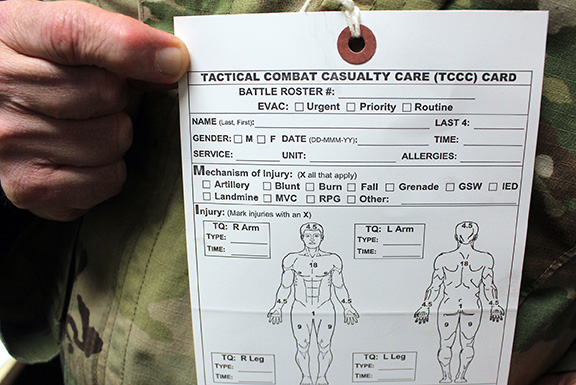 TACTICAL COMBAT CASUALTY CARE (TCCC) CARD
BATTLE ROSTER #:
EVAC: Urgent Priority Routine
NAME (Last, First): LAST 4:
GENDER: M F DATE (DD-MMM-YY): TIME:
SERVICE: UNIT: ALLERGIES:
Mechanism of Injury: (X all that apply)
Artillery Blunt Burn Fall Grenade GSW IED
Landmine MVC RPG Other:
Injury: (Mark injuries with an X)
4.5 4.5
TQ: R Arm TQ: L Arm
TYPE: TYPE:
TIME: TIME:
18 18
4.5 4.5 4.5 4.5
1
9 9 9 9
TQ: R Leg TQ: L Leg
TYPE: TYPE:
TIME: TIME: